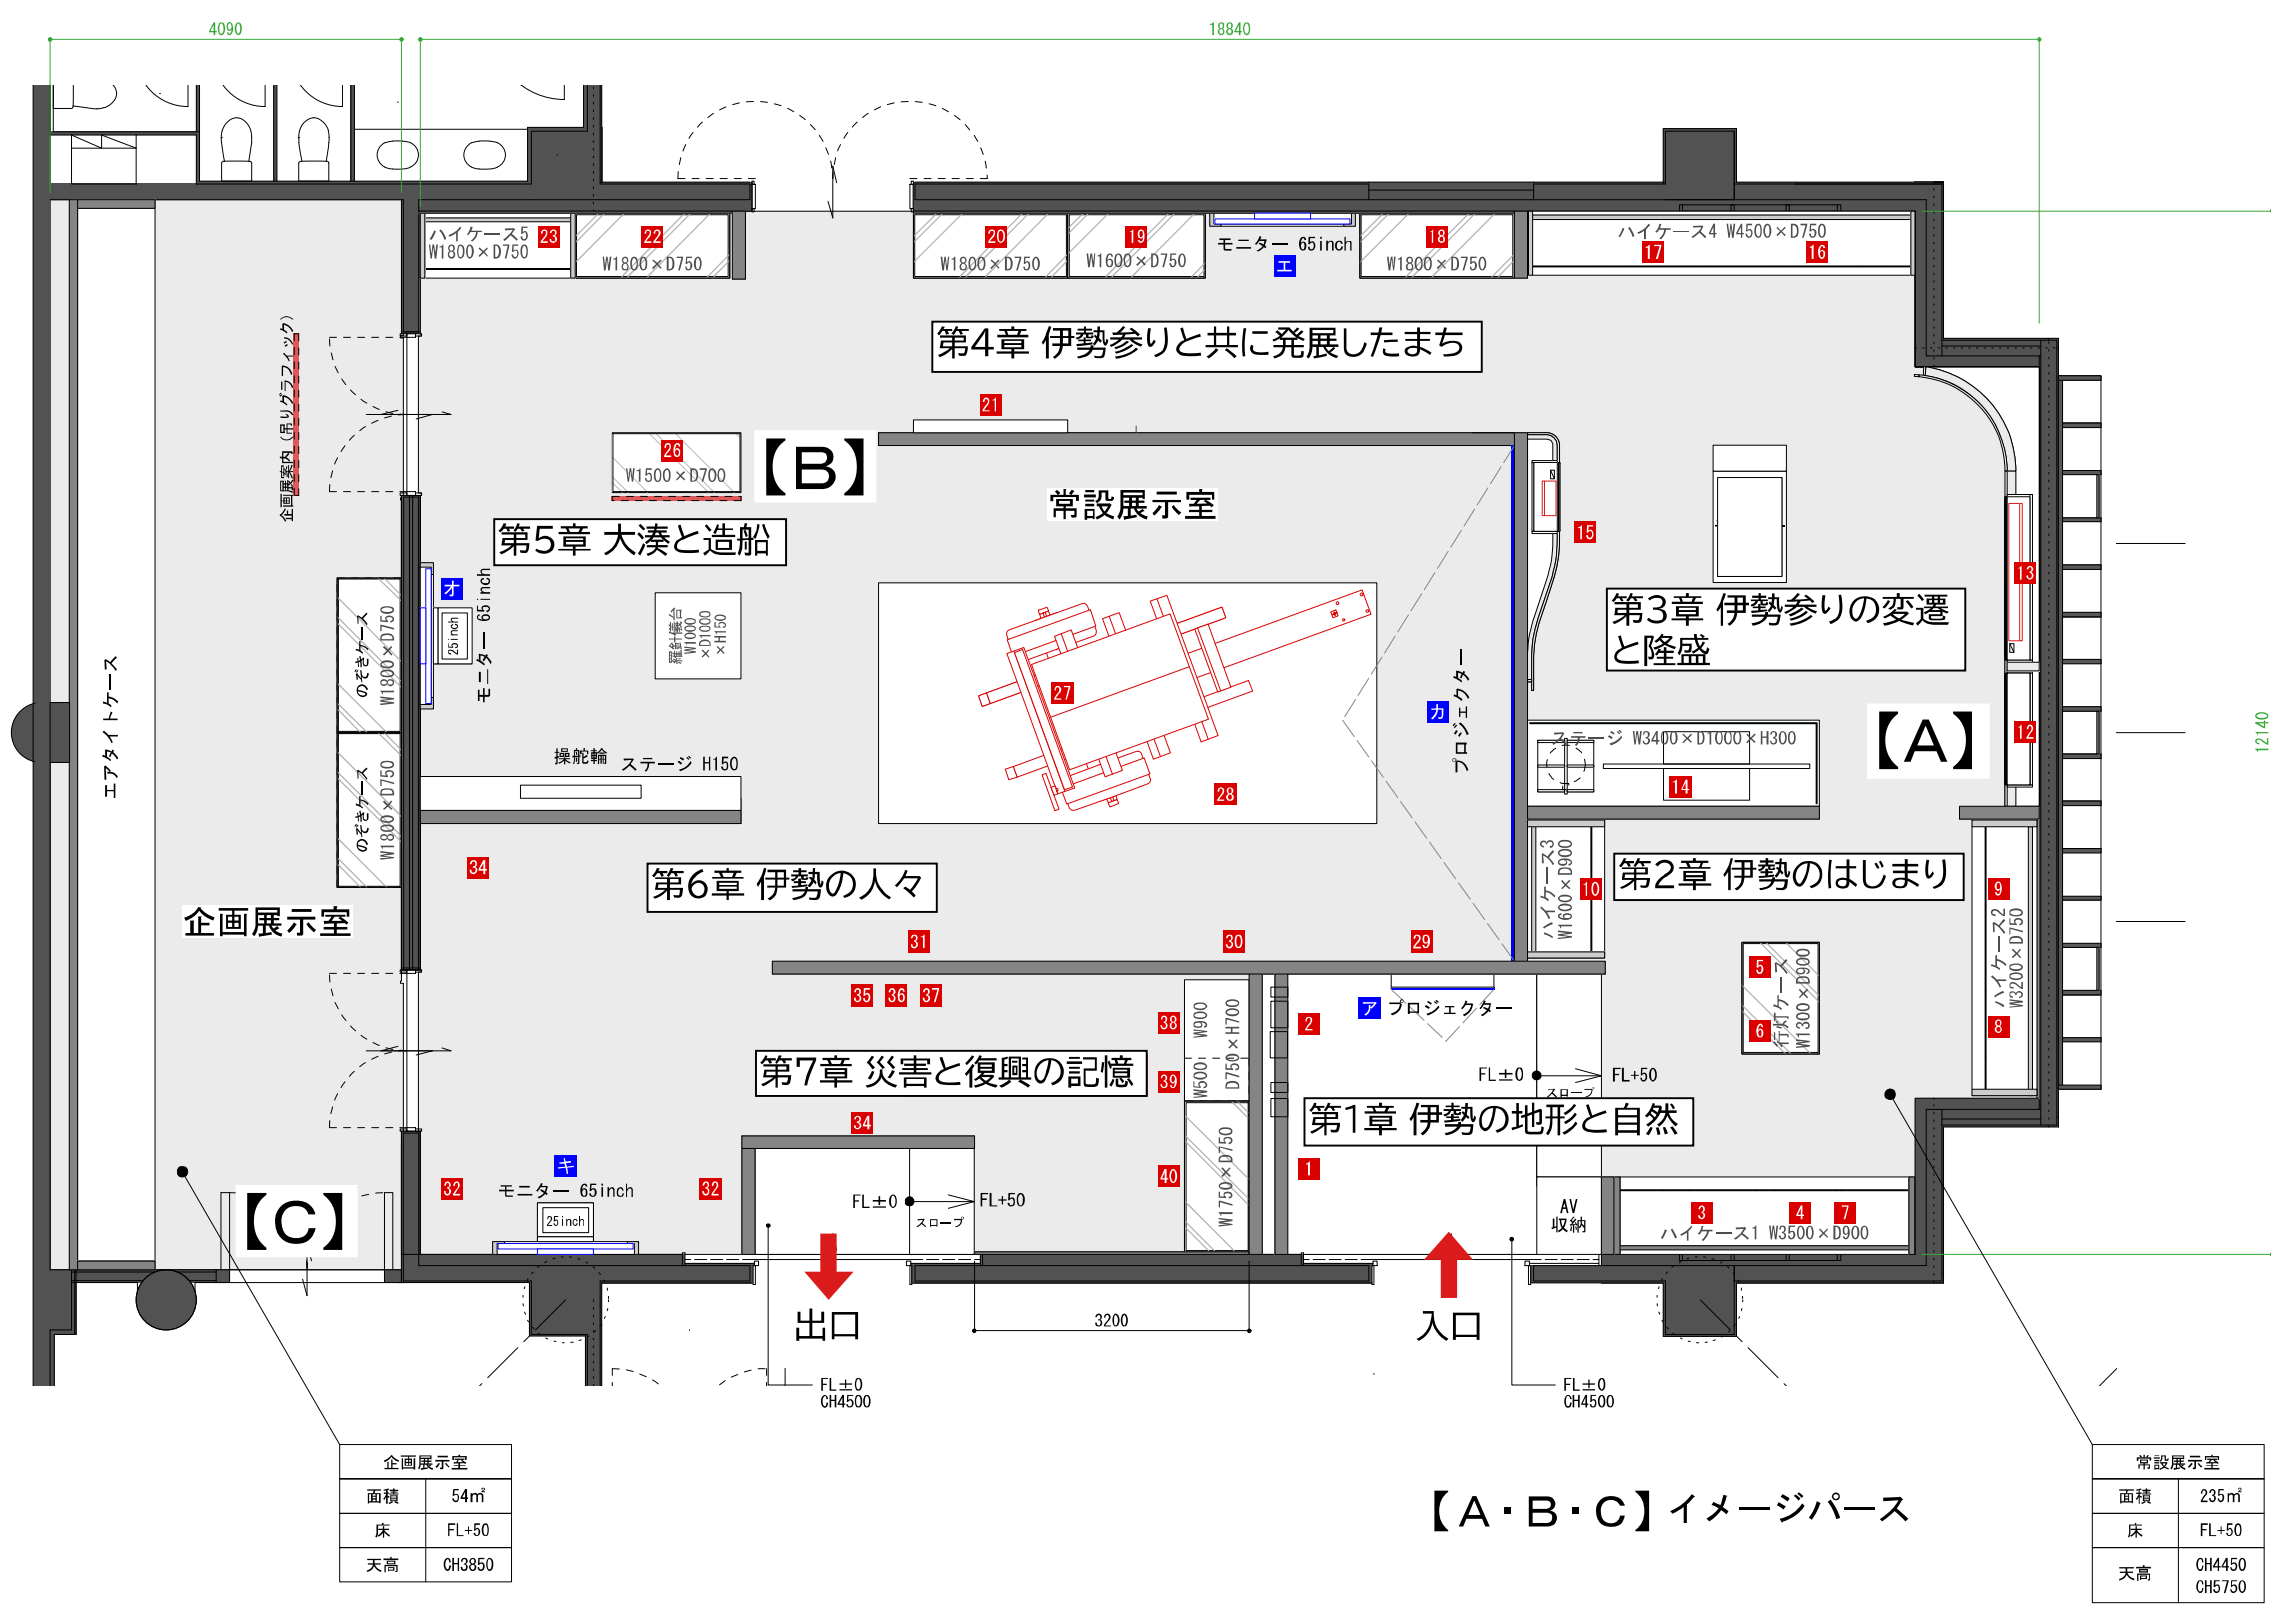 4090
18840
ハイケース5
W1800×D750
23
22
W1800×D750
20
W1800×D750
19
W1600×D750
モニター 65inch
エ
18
W1800×D750
ハイケース4 W4500×D750
17
16
第4章 伊勢参りと共に発展したまち
企画展案内（吊りグラフィック）
21
26
W1500×D700
【B】
常設展示室
第5章 大湊と造船
15
13
第3章 伊勢参りの変遷
と隆盛
オ
25inch
モニター 65inch
羅針儀台
W1000
×D1000
×H150
のぞきケース
W1800×D750
エアタイトケース
27
28
カ
プロジェクター
【A】
12
ステージ W3400×D1000×H300
14
操舵輪
ステージ H150
のぞきケース
W1800×D750
12140
34
第6章 伊勢の人々
企画展示室
ハイケース3
W1600×D900
10
第2章 伊勢のはじまり
9
ハイケース2
W3200×D750
8
5
6
行灯ケース
W1300×D900
31
30
29
35
36
37
38
W900
D750×H700
39
W500
2
ア
プロジェクター
第7章 災害と復興の記憶
FL±0
FL+50
スロープ
第1章 伊勢の地形と自然
34
40
W1750×D750
1
キ
モニター 65inch
25inch
32
32
FL±0
FL+50
スロープ
AV
収納
3
4
7
ハイケース1 W3500×D900
【C】
出口
3200
入口
FL±0
CH4500
FL±0
CH4500
企画展示室
面積 54㎡
床 FL+50
天高 CH3850
【A・B・C】イメージパース
常設展示室
面積 235㎡
床 FL+50
天高 CH4450
CH5750